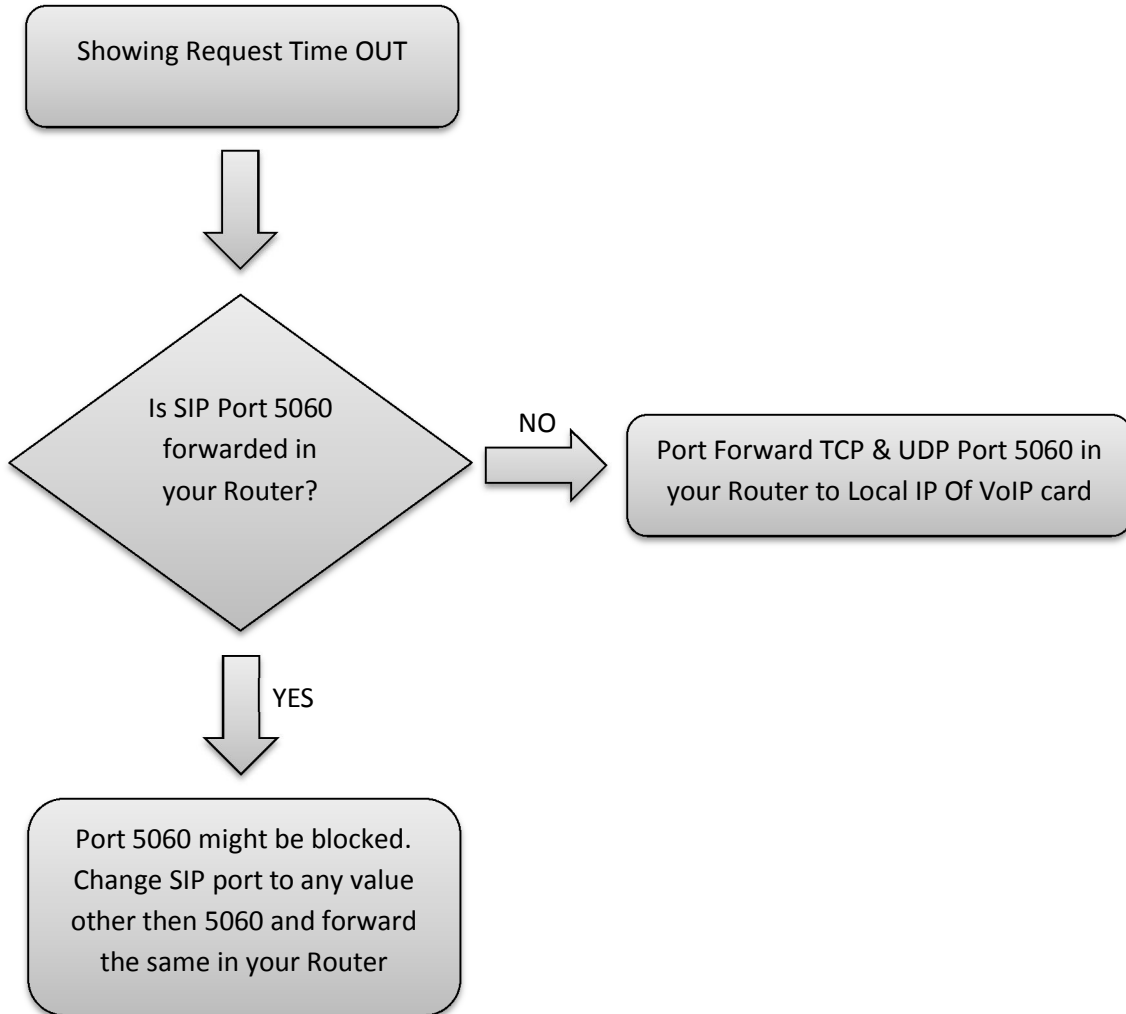 Showing Request Time OUT
Is SIP Port 5060
forwarded in
your Router?
NO
Port Forward TCP & UDP Port 5060 in
your Router to Local IP Of VoIP card
YES
Port 5060 might be blocked.
Change SIP port to any value
other then 5060 and forward
the same in your Router